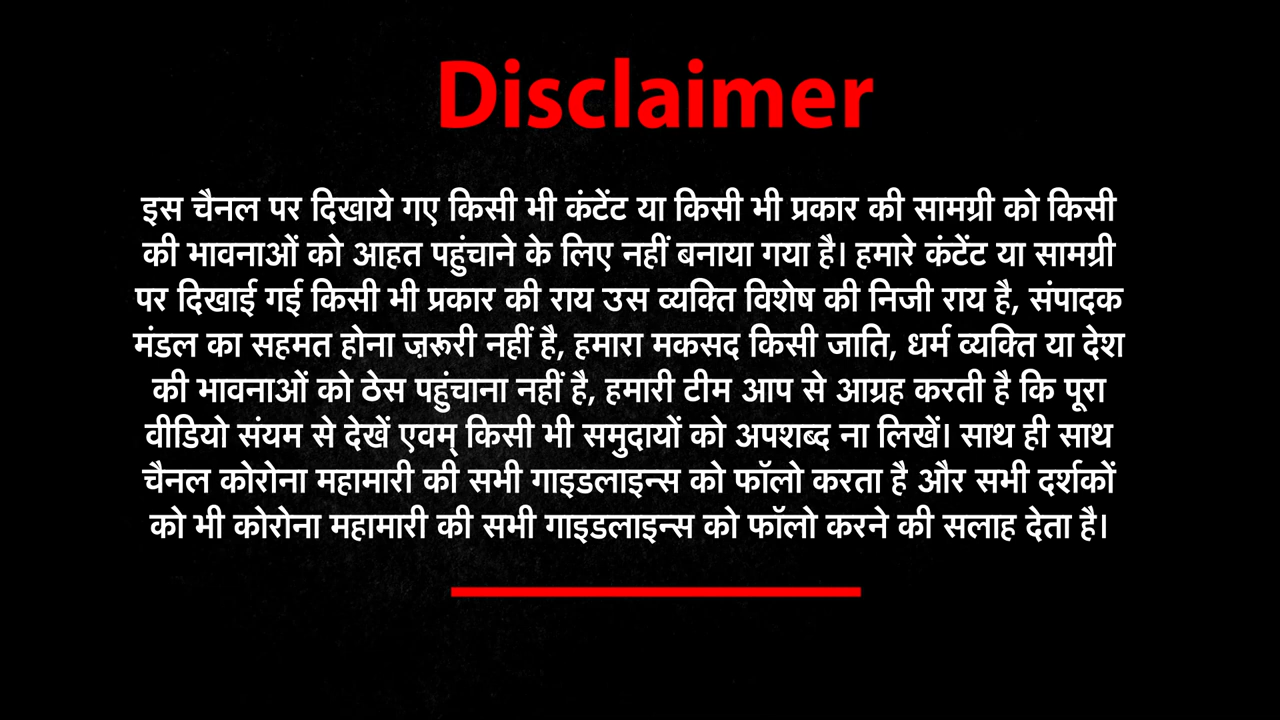 Disclaimer
इस चैनल पर दिखाये गए किसी भी कंटेंट या किसी भी प्रकार की सामग्री को किसी
की भावनाओं को आहत पहुंचाने के लिए नहीं बनाया गया है। हमारे कंटेंट या सामग्री
पर दिखाई गई किसी भी प्रकार की राय उस व्यक्ति विशेष की निजी राय है, संपादक
मंडल का सहमत होना ज़रूरी नहीं है, हमारा मकसद किसी जाति, धर्म व्यक्ति या देश
की भावनाओं को ठेस पहुंचाना नहीं है, हमारी टीम आप से आग्रह करती है कि पूरा
वीडियो संयम से देखें एवम् किसी भी समुदायों को अपशब्द ना लिखें। साथ ही साथ
चैनल कोरोना महामारी की सभी गाइडलाइन्स को फॉलो करता है और सभी दर्शकों
को भी कोरोना महामारी की सभी गाइडलाइन्स को फॉलो करने की सलाह देता है।